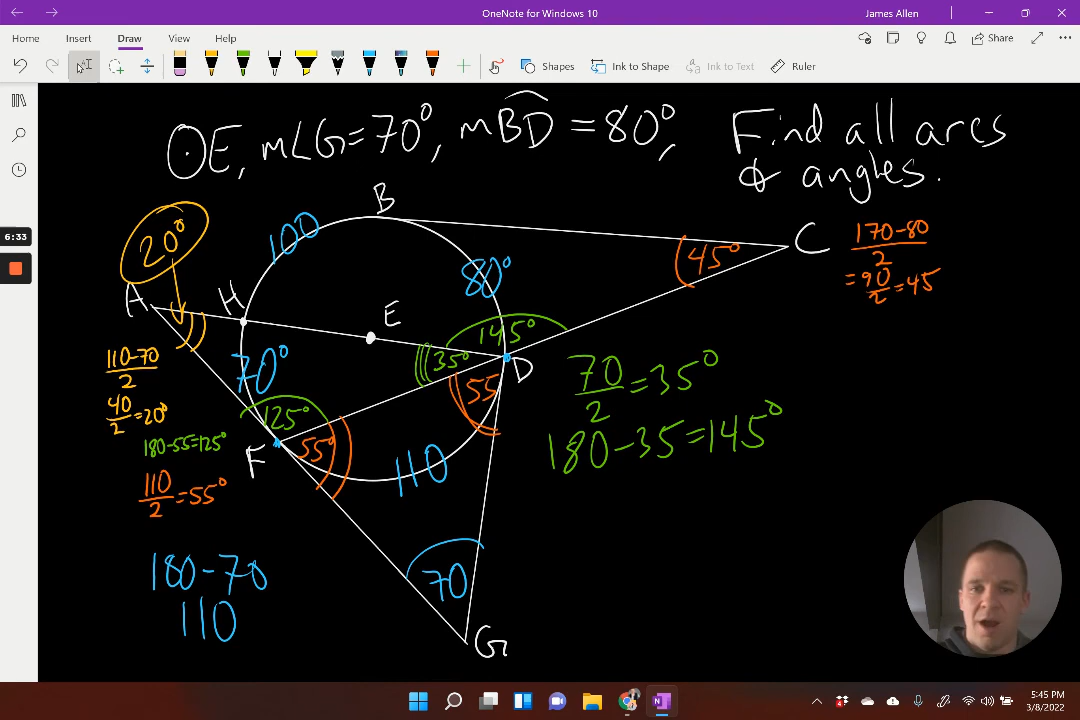 OneNote for Windows 10
James Allen
Home Insert Draw View Help
Share
Shapes Ink to Shape Ink to Text Ruler
⊙E, m∠G=70°, mBD = 80°, Find all arcs
& angles.
6:33
B
100
20°
80°
C
45°
170-80
2
= 90 = 45
2
A
H
E
145°
35°
D
70°
55
110-70
2
40 = 20°
2
70 = 35°
2
180-35=145°
125°
180-55=125°
F
55°
110
110 = 55°
2
180-70
110
70
G
5:45 PM
3/8/2022